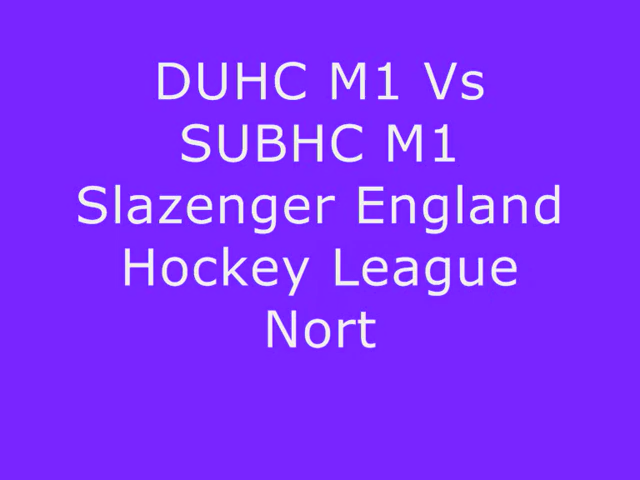 DUHC M1 Vs
SUBHC M1
Slazenger England
Hockey League
Nort